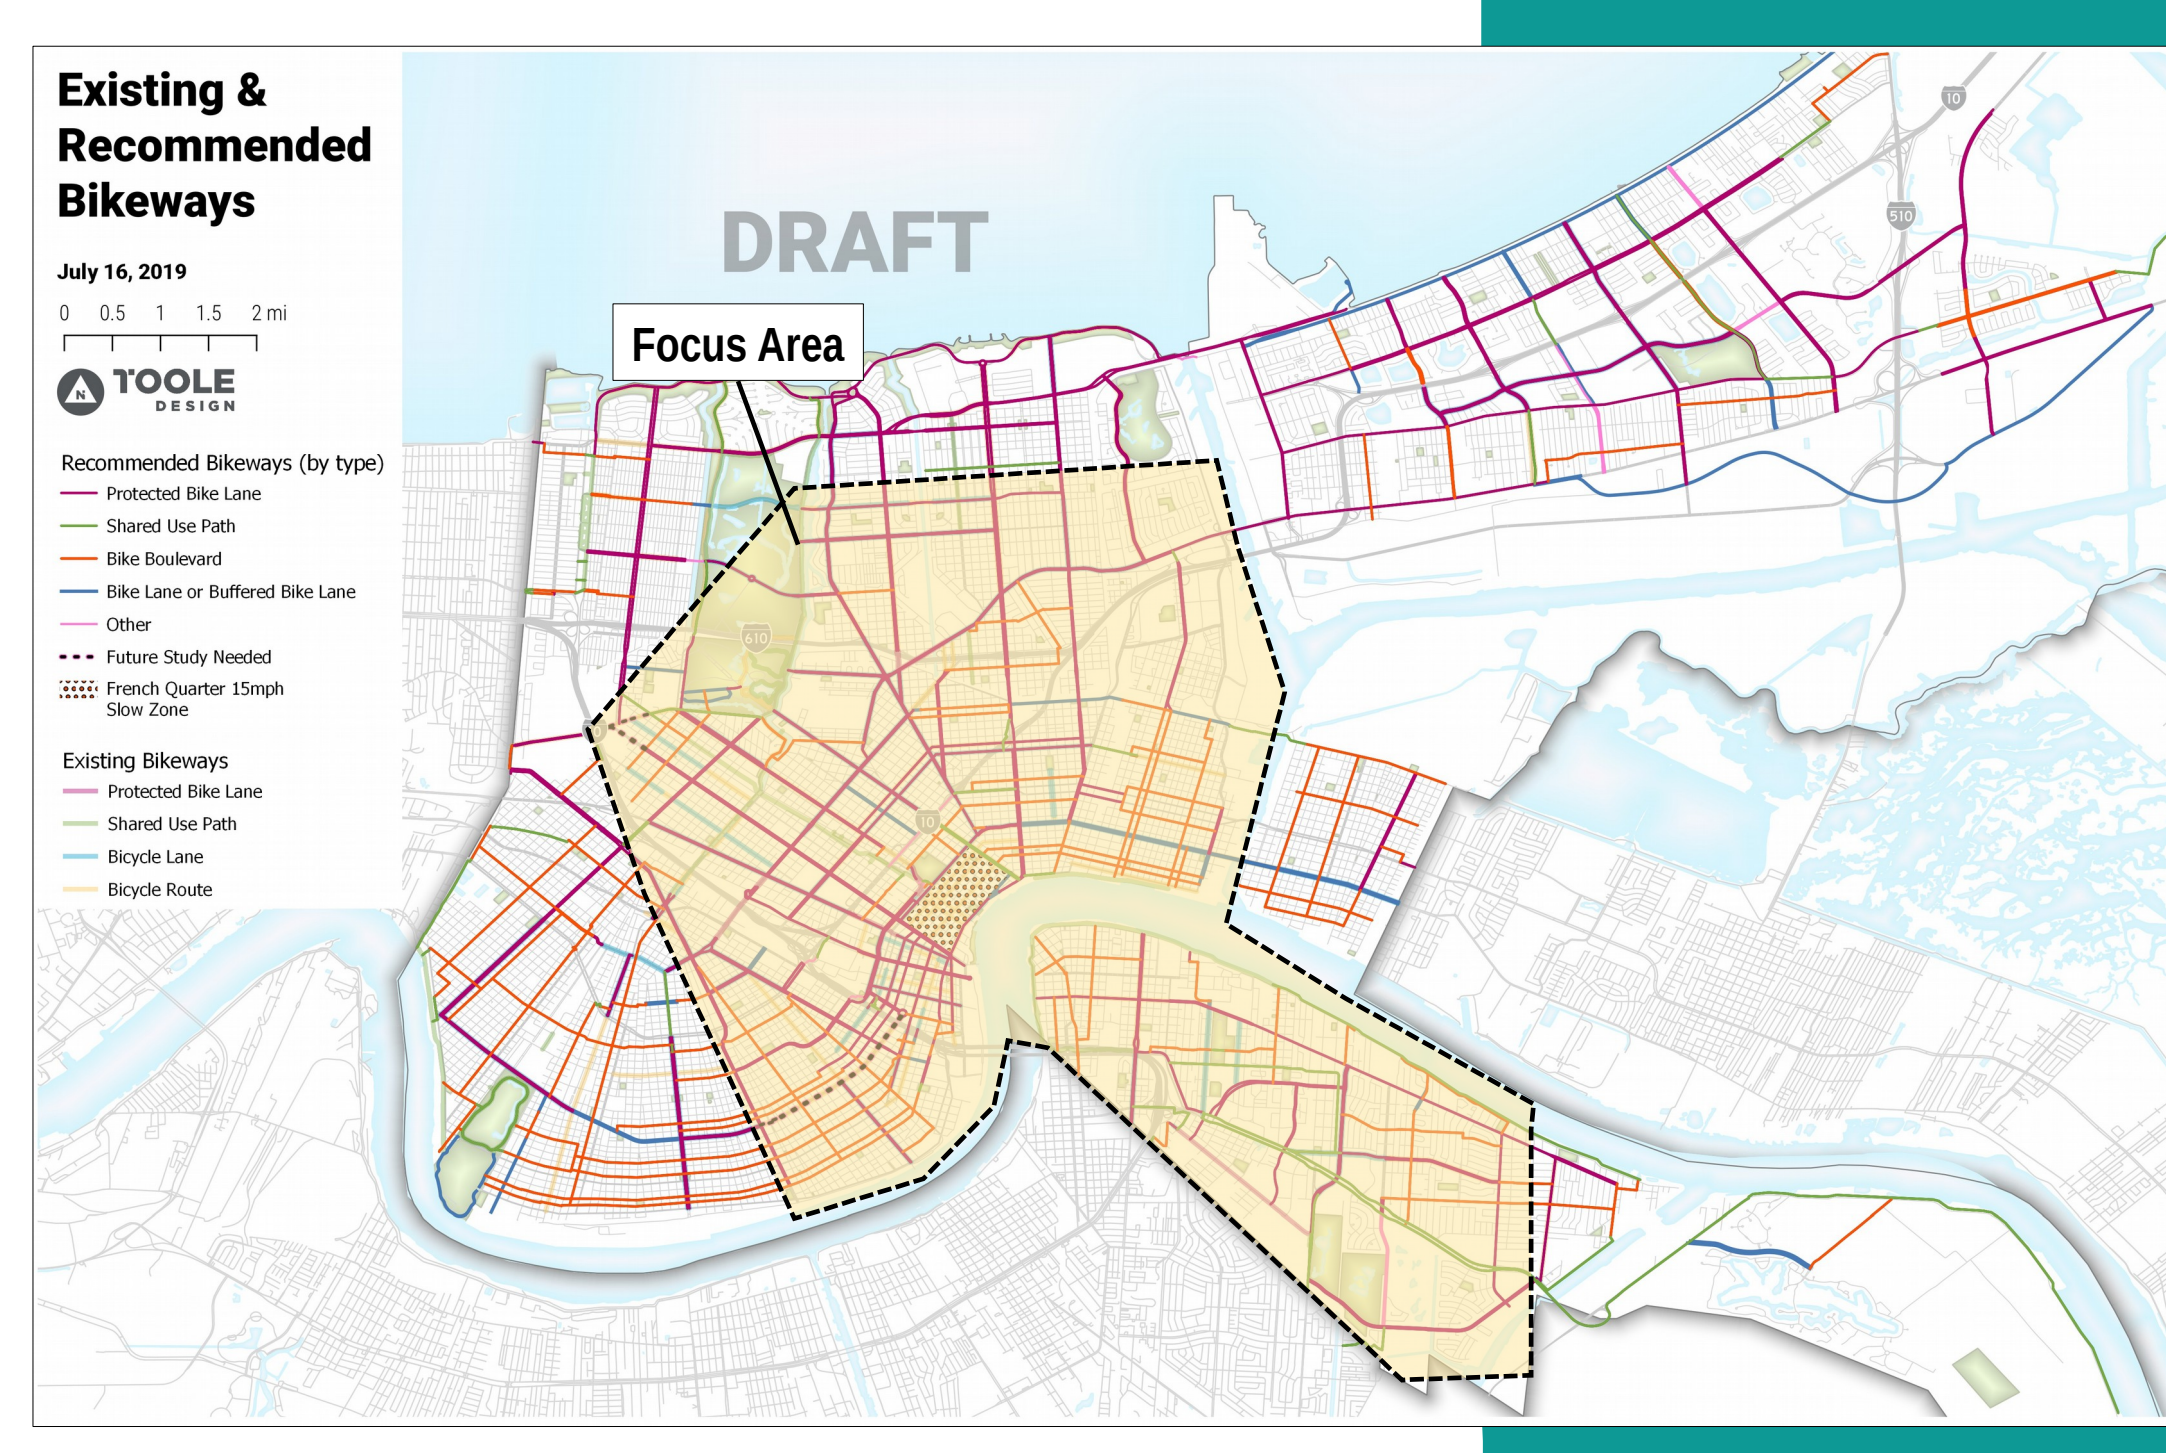 Existing &
Recommended
Bikeways
July 16, 2019
0 0.5 1 1.5 2 mi
N
TOOLE
DESIGN
Recommended Bikeways (by type)
Protected Bike Lane
Shared Use Path
Bike Boulevard
Bike Lane or Buffered Bike Lane
Other
Future Study Needed
French Quarter 15mph
Slow Zone
Existing Bikeways
Protected Bike Lane
Shared Use Path
Bicycle Lane
Bicycle Route
DRAFT
Focus Area
10
510
610
10